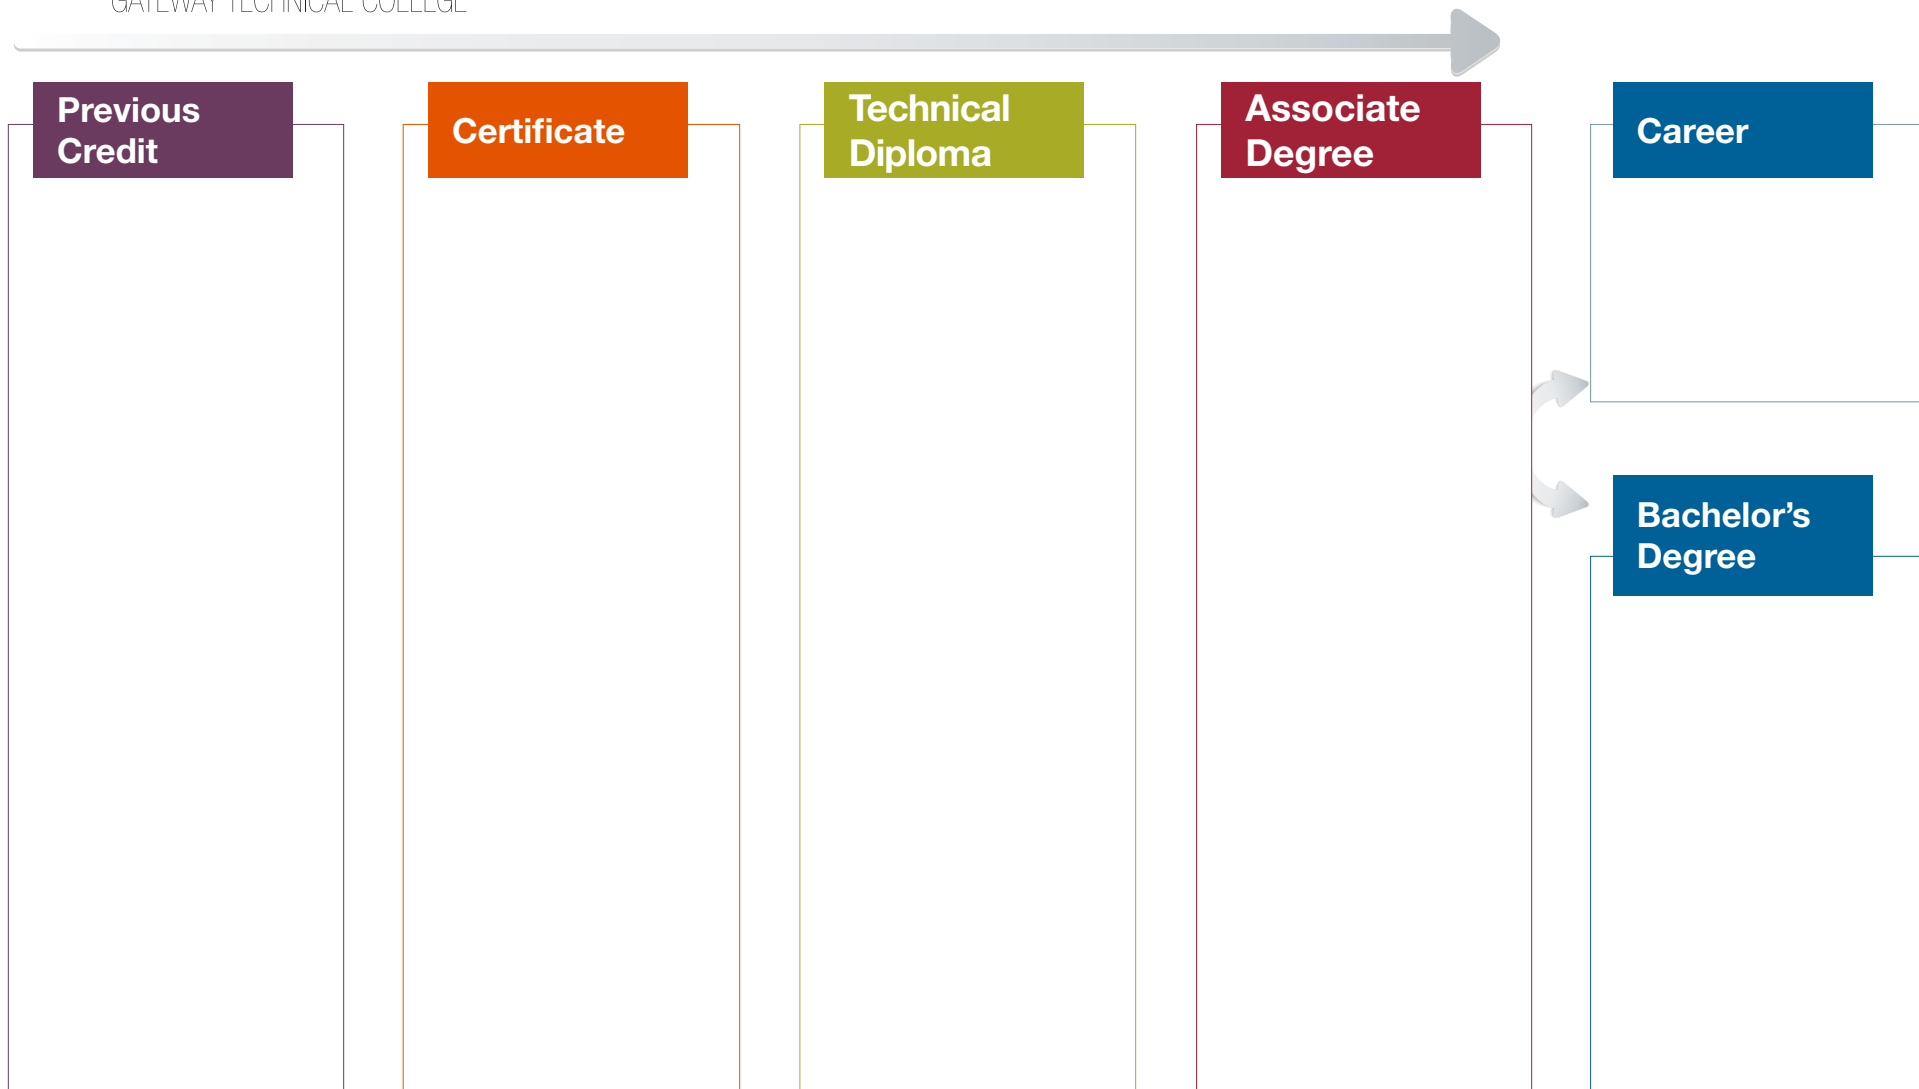 GATEWAY TECHNICAL COLLEGE
Previous
Credit
Certificate
Technical
Diploma
Associate
Degree
Career
Bachelor’s
Degree